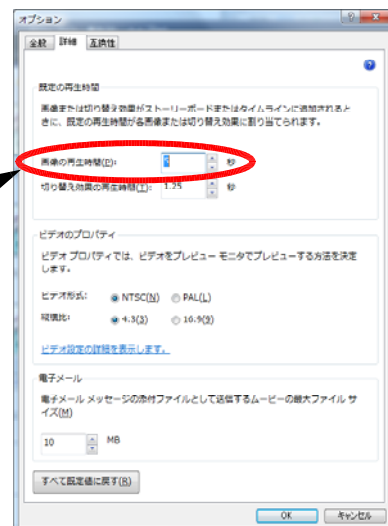 オプション
全般 詳細 互換性
既定の再生時間
画像または切り替え効果がストーリーボードまたはタイムラインに追加されると
きに、既定の再生時間が各画像または切り替え効果に割り当てられます。
画像の再生時間(P): 5 秒
切り替え効果の再生時間(T): 1.25 秒
ビデオのプロパティ
ビデオ プロパティでは、ビデオをプレビュー モニタでプレビューする方法を決定
します。
ビデオ形式: NTSC(N) PAL(L)
縦横比: 4:3(3) 16:9(9)
ビデオ設定の詳細を表示します。
電子メール
電子メール メッセージの添付ファイルとして送信するムービーの最大ファイル サ
イズ(M)
10 MB
すべて既定値に戻す(R)
OK キャンセル